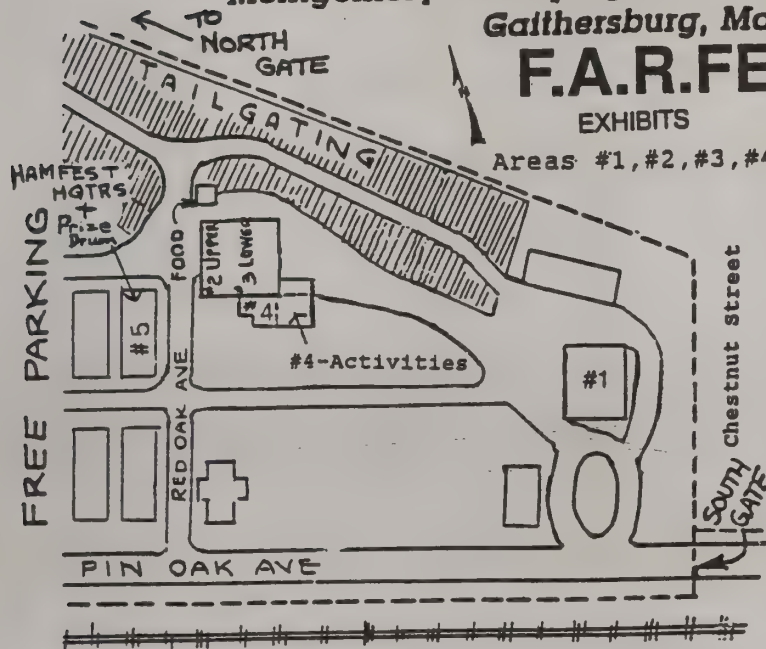 Gaithersburg,
F.A.R.FE
EXHIBITS
Areas #1, #2, #3, #4
TO
NORTH
GATE
TAILGATING
HAMFEST
HQTRS
+
Prize
Drum
FOOD
#2 UPPER
#3 LOWER
#4
#4-Activities
#5
#1
FREE PARKING
RED OAK AVE
Chestnut street
SOUTH
GATE
PIN OAK AVE